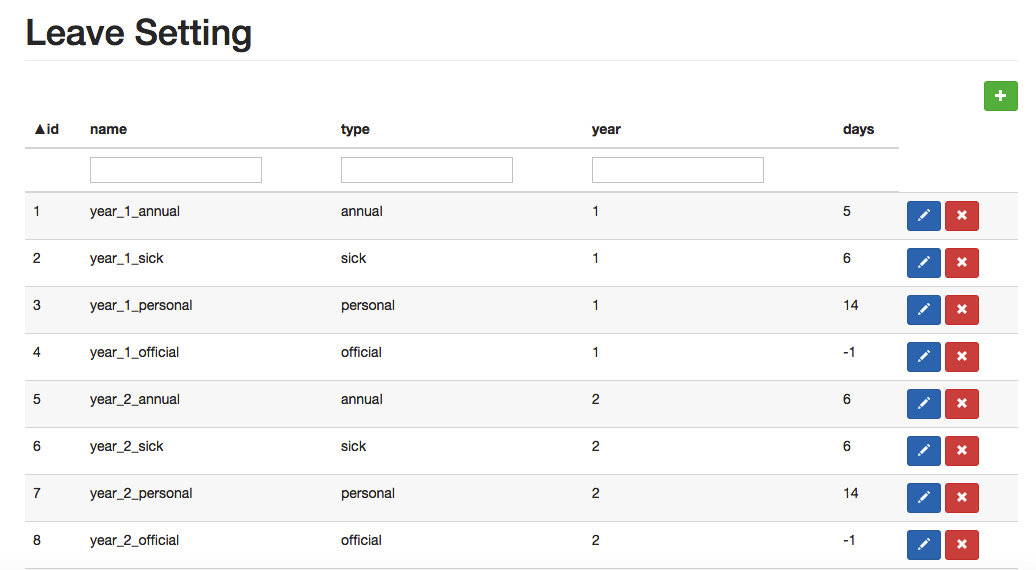 Leave Setting
▲id name type year days
1 year_1_annual annual 1 5
2 year_1_sick sick 1 6
3 year_1_personal personal 1 14
4 year_1_official official 1 -1
5 year_2_annual annual 2 6
6 year_2_sick sick 2 6
7 year_2_personal personal 2 14
8 year_2_official official 2 -1